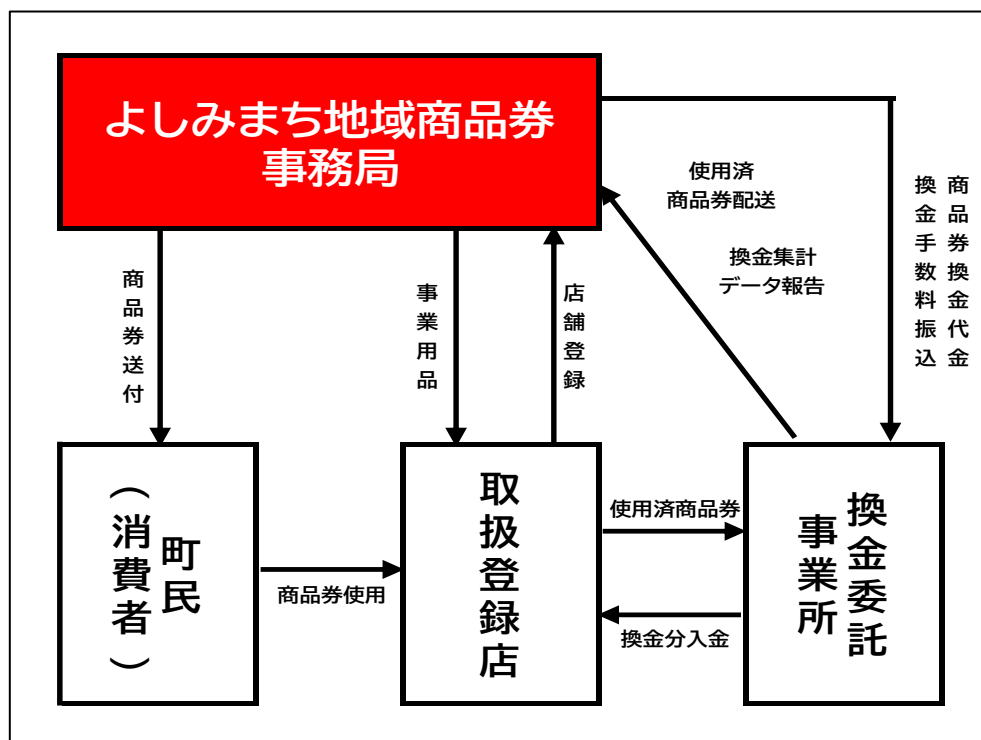 よしみまち地域商品券
事務局
使用済
商品券配送
換金集計
データ報告
商品券換金代金
換金手数料振込
商品券送付
事業用品
店舗登録
町民
（消費者）
商品券使用
取扱登録店
使用済商品券
換金分入金
換金委託
事業所